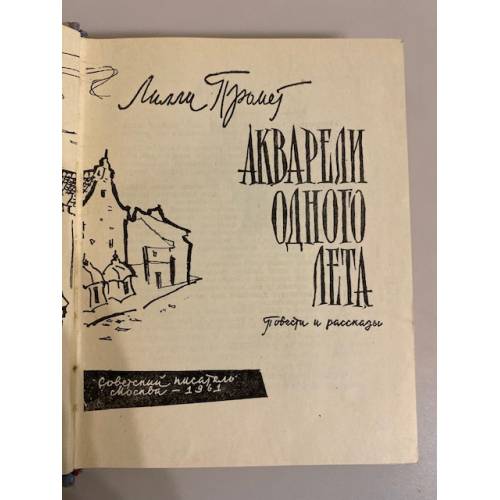 Лилли Промет
АКВАРЕЛИ
ОДНОГО
ЛЕТА
Повести и рассказы
Советский писатель
Москва – 1961